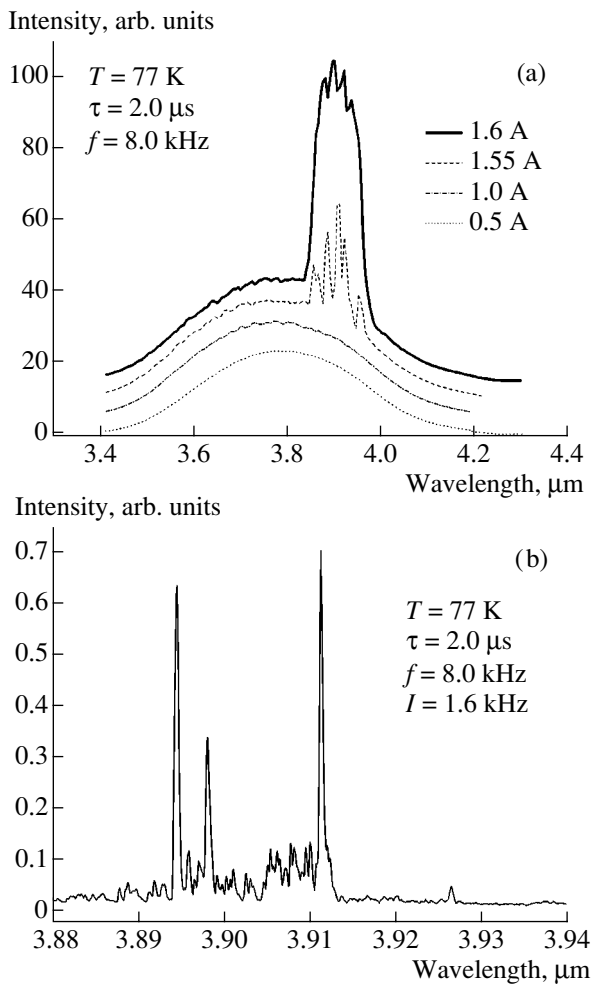 Intensity, arb. units
(a)
T = 77 K
τ = 2.0 μs
f = 8.0 kHz
1.6 A
1.55 A
1.0 A
0.5 A
100
80
60
40
20
0
3.4 3.6 3.8 4.0 4.2 4.4
Wavelength, μm
Intensity, arb. units
(b)
T = 77 K
τ = 2.0 μs
f = 8.0 kHz
I = 1.6 kHz
0.7
0.6
0.5
0.4
0.3
0.2
0.1
0
3.88 3.89 3.90 3.91 3.92 3.93 3.94
Wavelength, μm